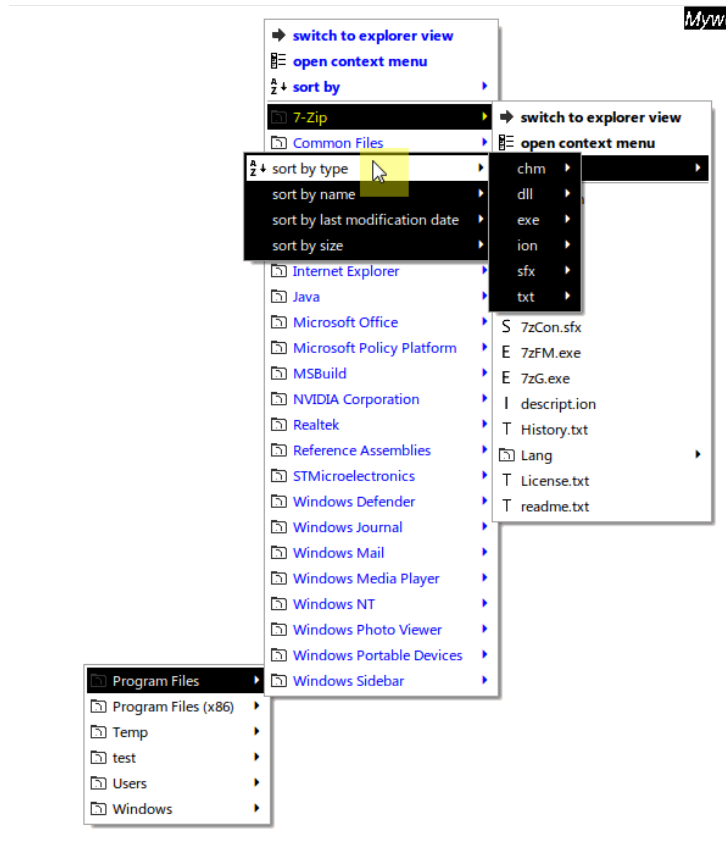 switch to explorer view
open context menu
sort by
7-Zip
Common Files
sort by type
sort by name
sort by last modification date
sort by size
Internet Explorer
Java
Microsoft Office
Microsoft Policy Platform
MSBuild
NVIDIA Corporation
Realtek
Reference Assemblies
STMicroelectronics
Windows Defender
Windows Journal
Windows Mail
Windows Media Player
Windows NT
Windows Photo Viewer
Windows Portable Devices
Windows Sidebar
switch to explorer view
open context menu
chm
dll
exe
ion
sfx
txt
S 7zCon.sfx
E 7zFM.exe
E 7zG.exe
I descript.ion
T History.txt
Lang
T License.txt
T readme.txt
Program Files
Program Files (x86)
Temp
test
Users
Windows